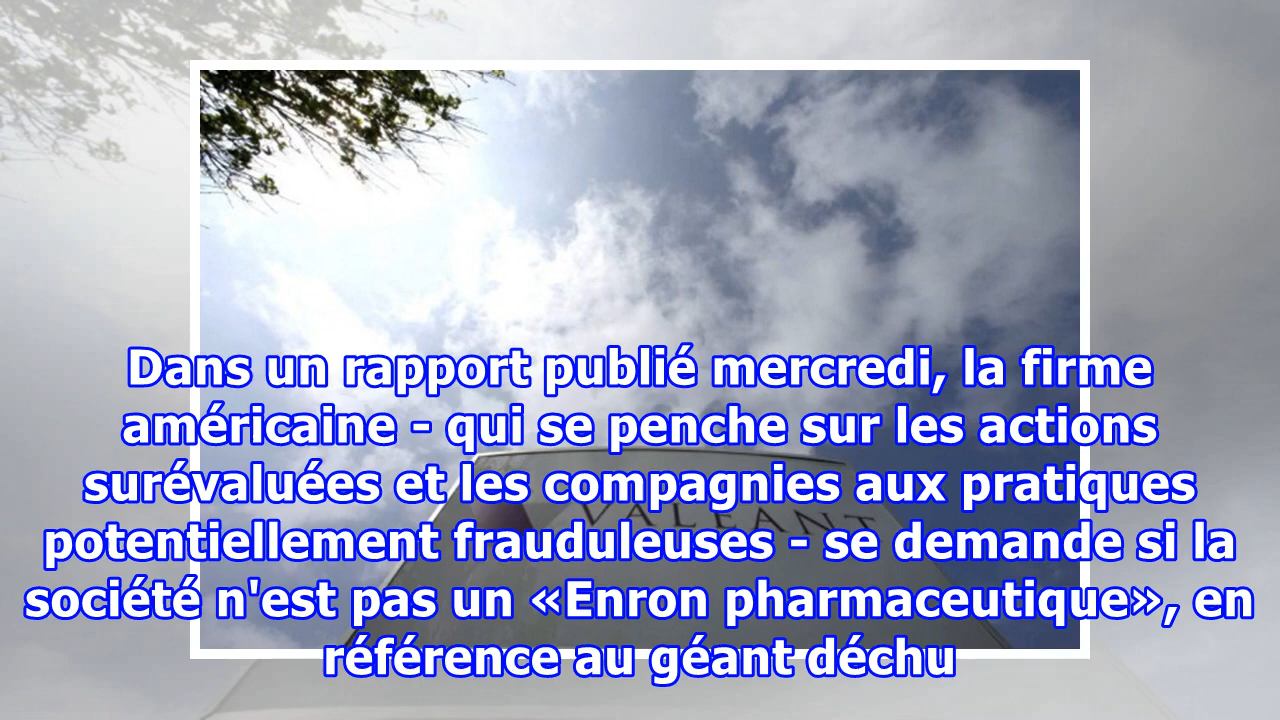 Dans un rapport publié mercredi, la firme
américaine - qui se penche sur les actions
surévaluées et les compagnies aux pratiques
potentiellement frauduleuses - se demande si la
société n'est pas un «Enron pharmaceutique», en
référence au géant déchu
VALEANT